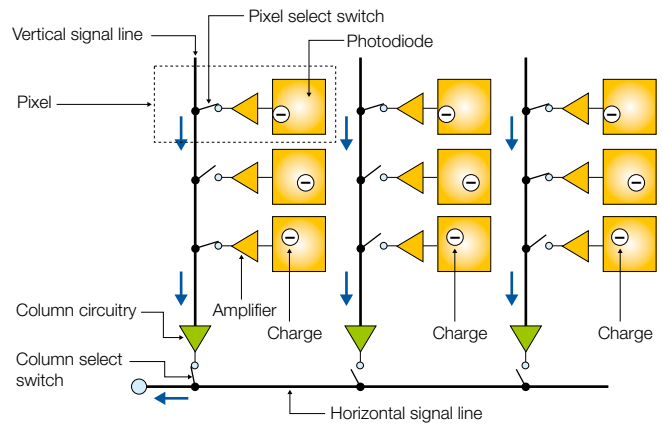 Pixel select switch
Vertical signal line
Photodiode
Pixel
Column circuitry
Amplifier
Charge
Charge
Charge
Column select
switch
Horizontal signal line